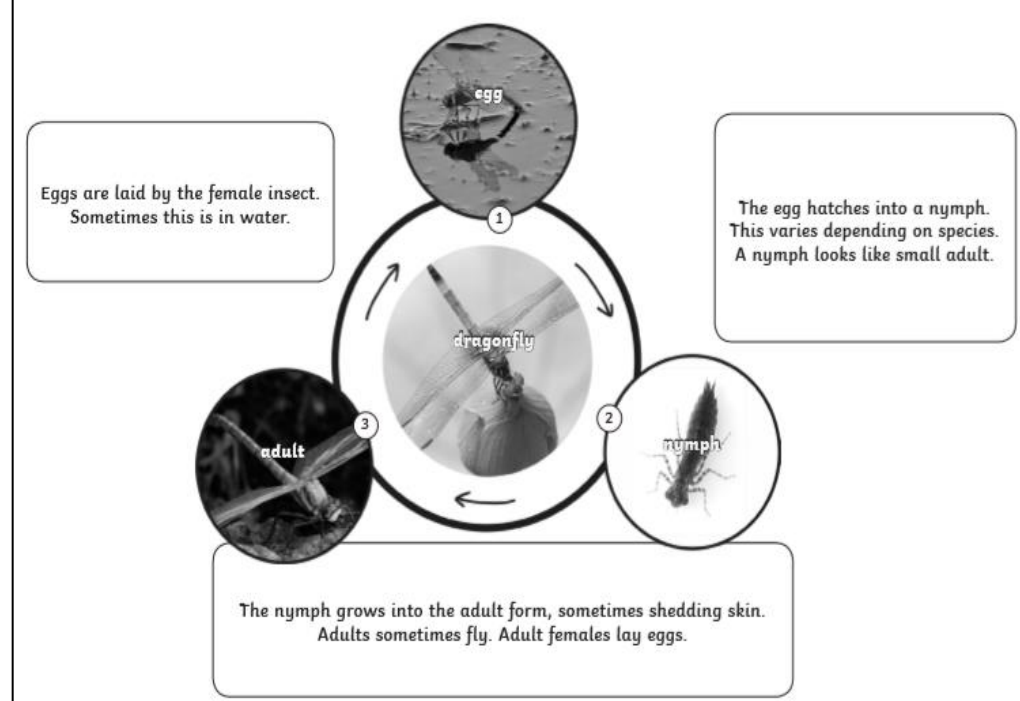 egg
1
Eggs are laid by the female insect.
Sometimes this is in water.
The egg hatches into a nymph.
This varies depending on species.
A nymph looks like small adult.
dragonfly
2
nymph
3
adult
The nymph grows into the adult form, sometimes shedding skin.
Adults sometimes fly. Adult females lay eggs.